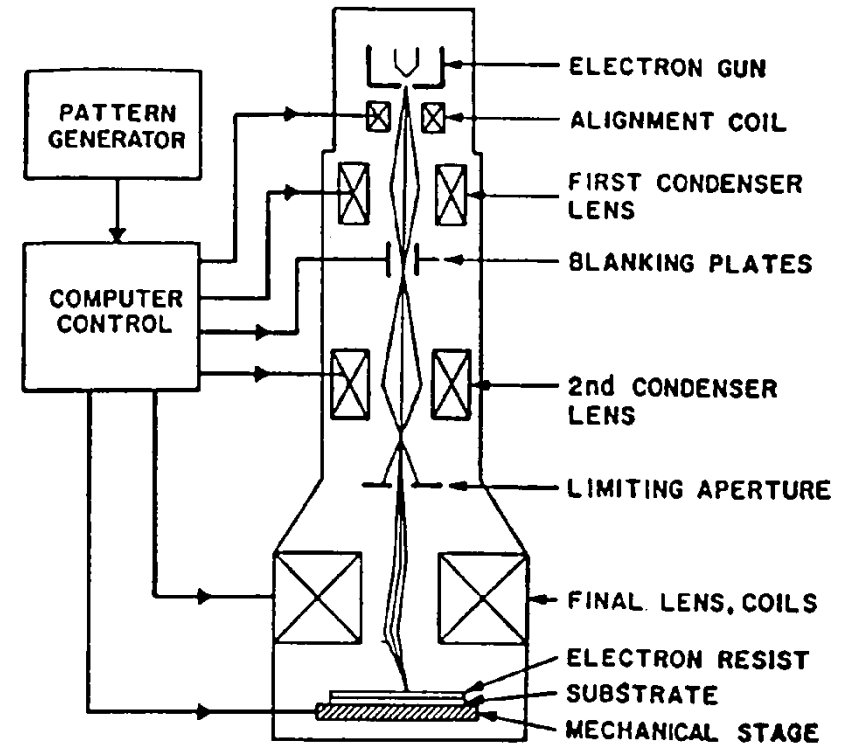 ELECTRON GUN
PATTERN
GENERATOR
ALIGNMENT COIL
FIRST CONDENSER
LENS
BLANKING PLATES
COMPUTER
CONTROL
2nd CONDENSER
LENS
LIMITING APERTURE
FINAL LENS, COILS
ELECTRON RESIST
SUBSTRATE
MECHANICAL STAGE